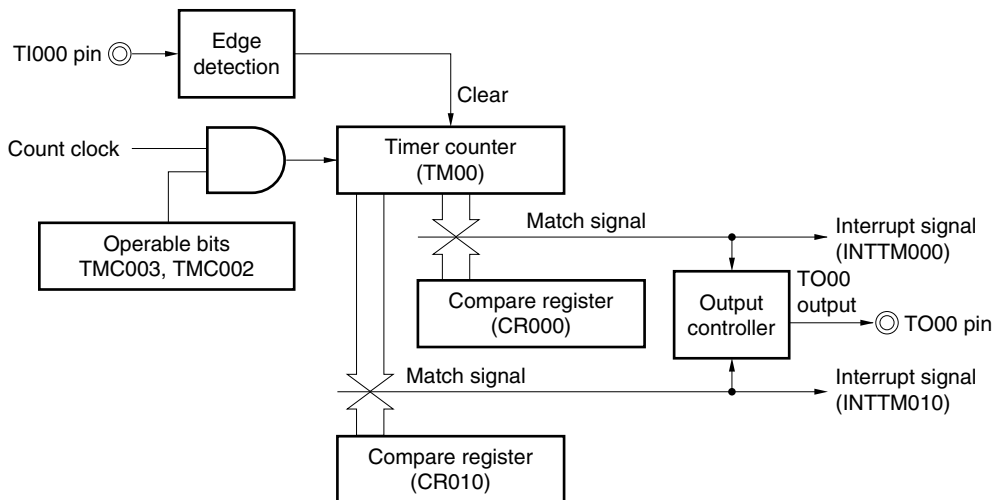 TI000 pin
Edge
detection
Clear
Count clock
Timer counter
(TM00)
Operable bits
TMC003, TMC002
Match signal
Interrupt signal
(INTTM000)
Compare register
(CR000)
Output
controller
TO00
output
TO00 pin
Match signal
Interrupt signal
(INTTM010)
Compare register
(CR010)